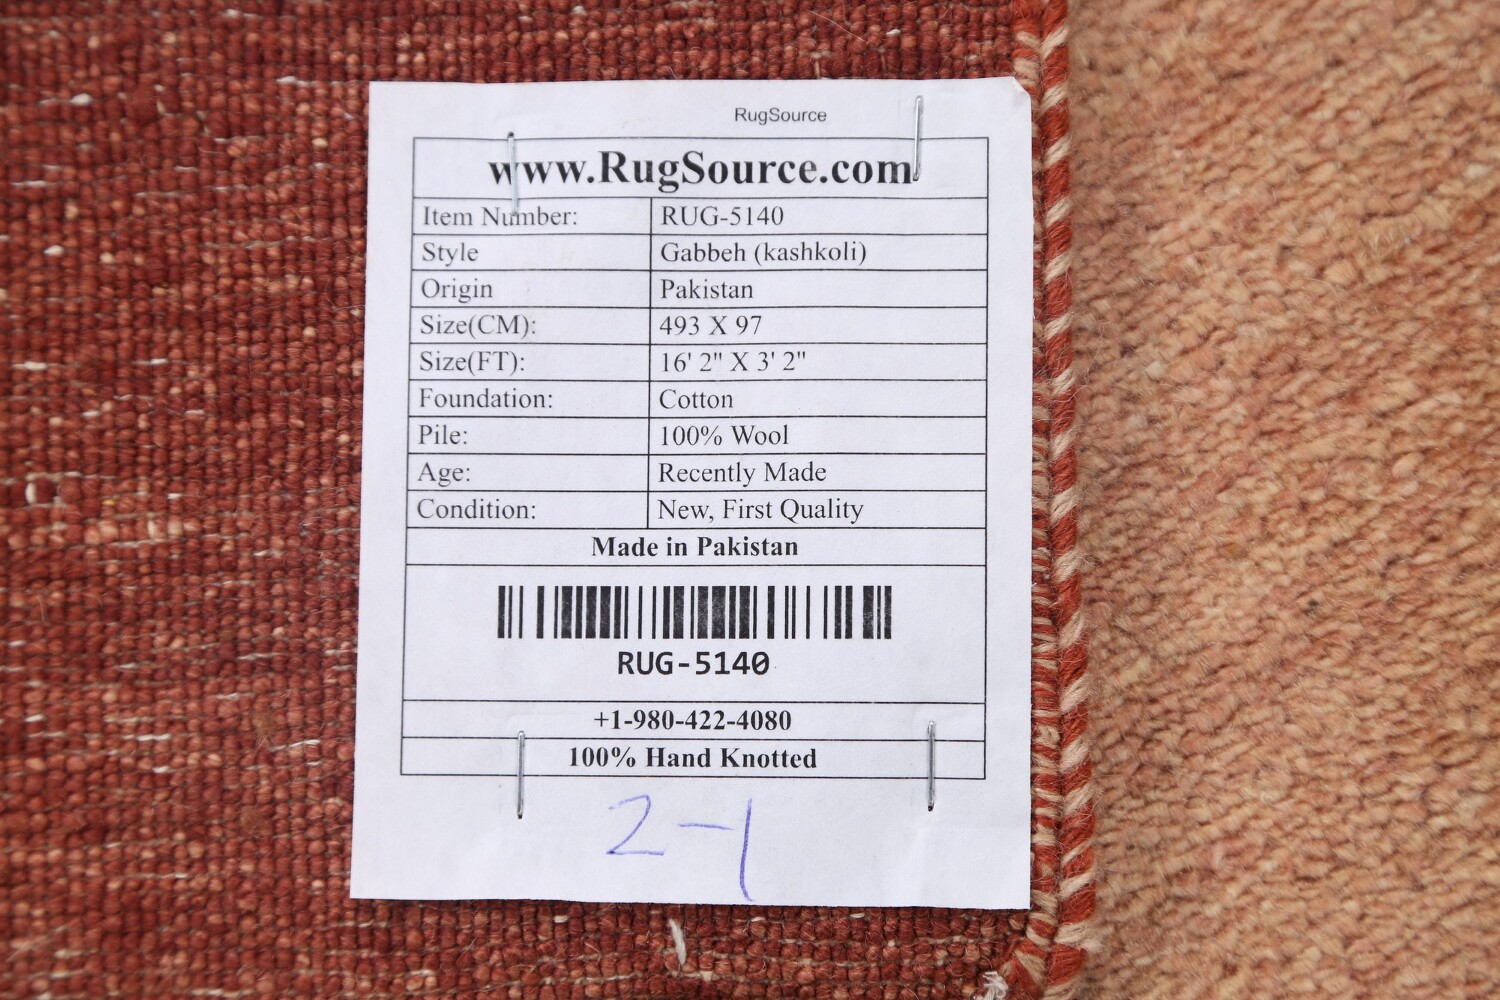 RugSource
www.RugSource.com
Item Number: RUG-5140
Style Gabbeh (kashkoli)
Origin Pakistan
Size(CM): 493 X 97
Size(FT): 16' 2" X 3' 2"
Foundation: Cotton
Pile: 100% Wool
Age: Recently Made
Condition: New, First Quality
Made in Pakistan
RUG-5140
+1-980-422-4080
100% Hand Knotted
2-1